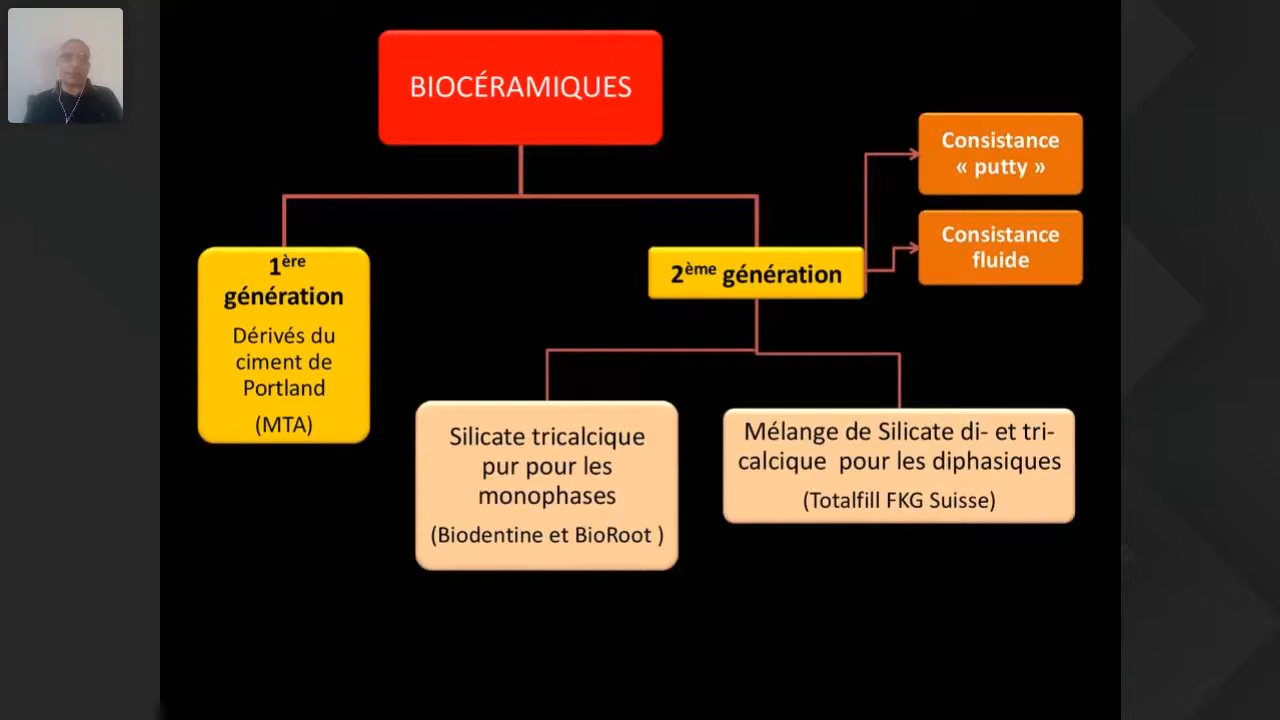 BIOCÉRAMIQUES
Consistance
« putty »
Consistance
fluide
1ère
génération
Dérivés du
ciment de
Portland
(MTA)
2ème génération
Silicate tricalcique
pur pour les
monophases
(Biodentine et BioRoot )
Mélange de Silicate di- et tri-
calcique  pour les diphasiques
(Totalfill FKG Suisse)